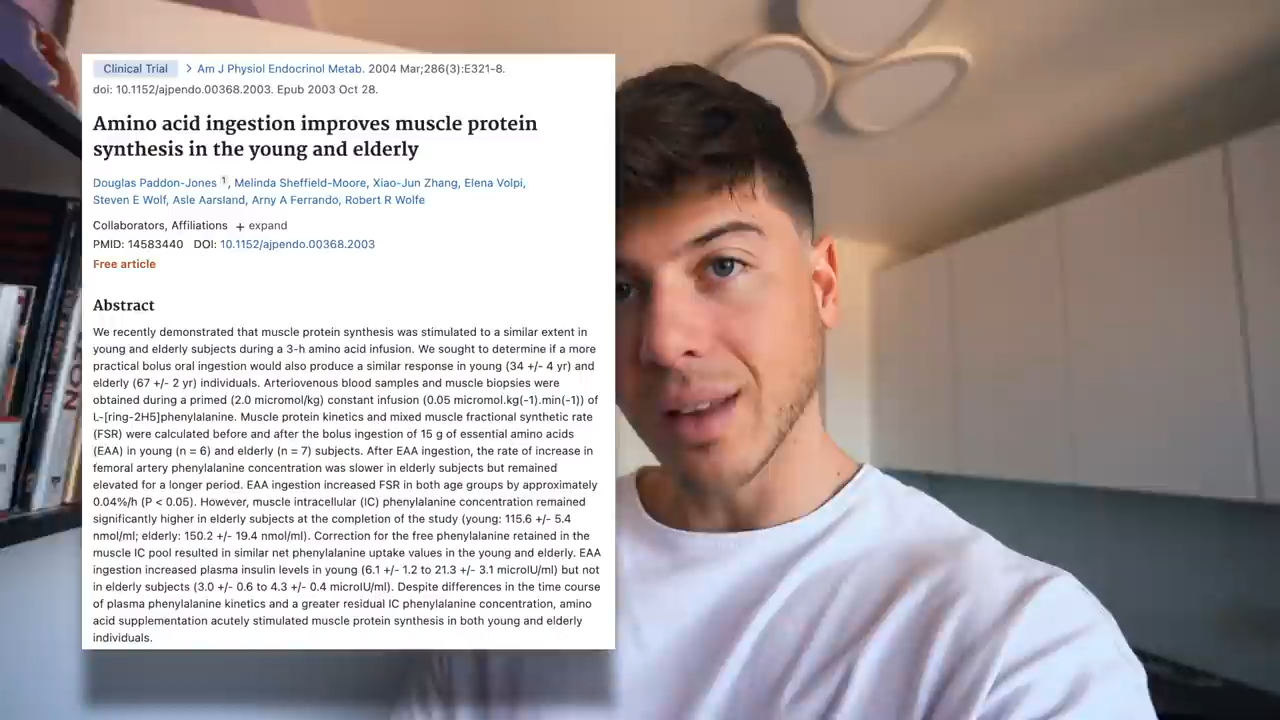 Clinical Trial > Am J Physiol Endocrinol Metab. 2004 Mar;286(3):E321-8.
doi: 10.1152/ajpendo.00368.2003. Epub 2003 Oct 28.
Amino acid ingestion improves muscle protein
synthesis in the young and elderly
Douglas Paddon-Jones 1, Melinda Sheffield-Moore, Xiao-Jun Zhang, Elena Volpi,
Steven E Wolf, Asle Aarsland, Arny A Ferrando, Robert R Wolfe
Collaborators, Affiliations + expand
PMID: 14583440 DOI: 10.1152/ajpendo.00368.2003
Free article
Abstract
We recently demonstrated that muscle protein synthesis was stimulated to a similar extent in
young and elderly subjects during a 3-h amino acid infusion. We sought to determine if a more
practical bolus oral ingestion would also produce a similar response in young (34 +/- 4 yr) and
elderly (67 +/- 2 yr) individuals. Arteriovenous blood samples and muscle biopsies were
obtained during a primed (2.0 micromol/kg) constant infusion (0.05 micromol.kg(-1).min(-1)) of
L-[ring-2H5]phenylalanine. Muscle protein kinetics and mixed muscle fractional synthetic rate
(FSR) were calculated before and after the bolus ingestion of 15 g of essential amino acids
(EAA) in young (n = 6) and elderly (n = 7) subjects. After EAA ingestion, the rate of increase in
femoral artery phenylalanine concentration was slower in elderly subjects but remained
elevated for a longer period. EAA ingestion increased FSR in both age groups by approximately
0.04%/h (P < 0.05). However, muscle intracellular (IC) phenylalanine concentration remained
significantly higher in elderly subjects at the completion of the study (young: 115.6 +/- 5.4
nmol/ml; elderly: 150.2 +/- 19.4 nmol/ml). Correction for the free phenylalanine retained in the
muscle IC pool resulted in similar net phenylalanine uptake values in the young and elderly. EAA
ingestion increased plasma insulin levels in young (6.1 +/- 1.2 to 21.3 +/- 3.1 microIU/ml) but not
in elderly subjects (3.0 +/- 0.6 to 4.3 +/- 0.4 microIU/ml). Despite differences in the time course
of plasma phenylalanine kinetics and a greater residual IC phenylalanine concentration, amino
acid supplementation acutely stimulated muscle protein synthesis in both young and elderly
individuals.